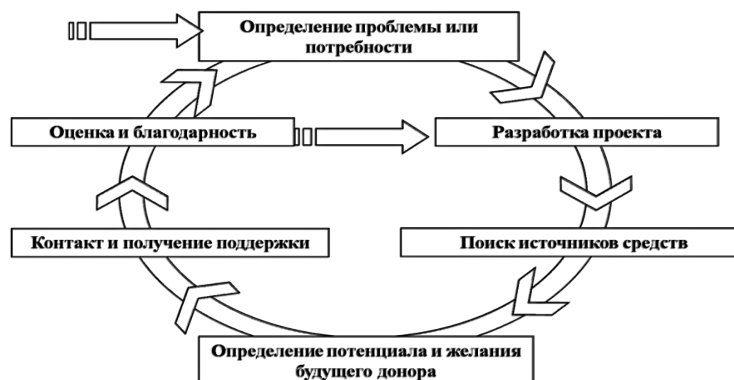 Определение проблемы или
потребности
Оценка и благодарность
Разработка проекта
Контакт и получение поддержки
Поиск источников средств
Определение потенциала и желания
будущего донора